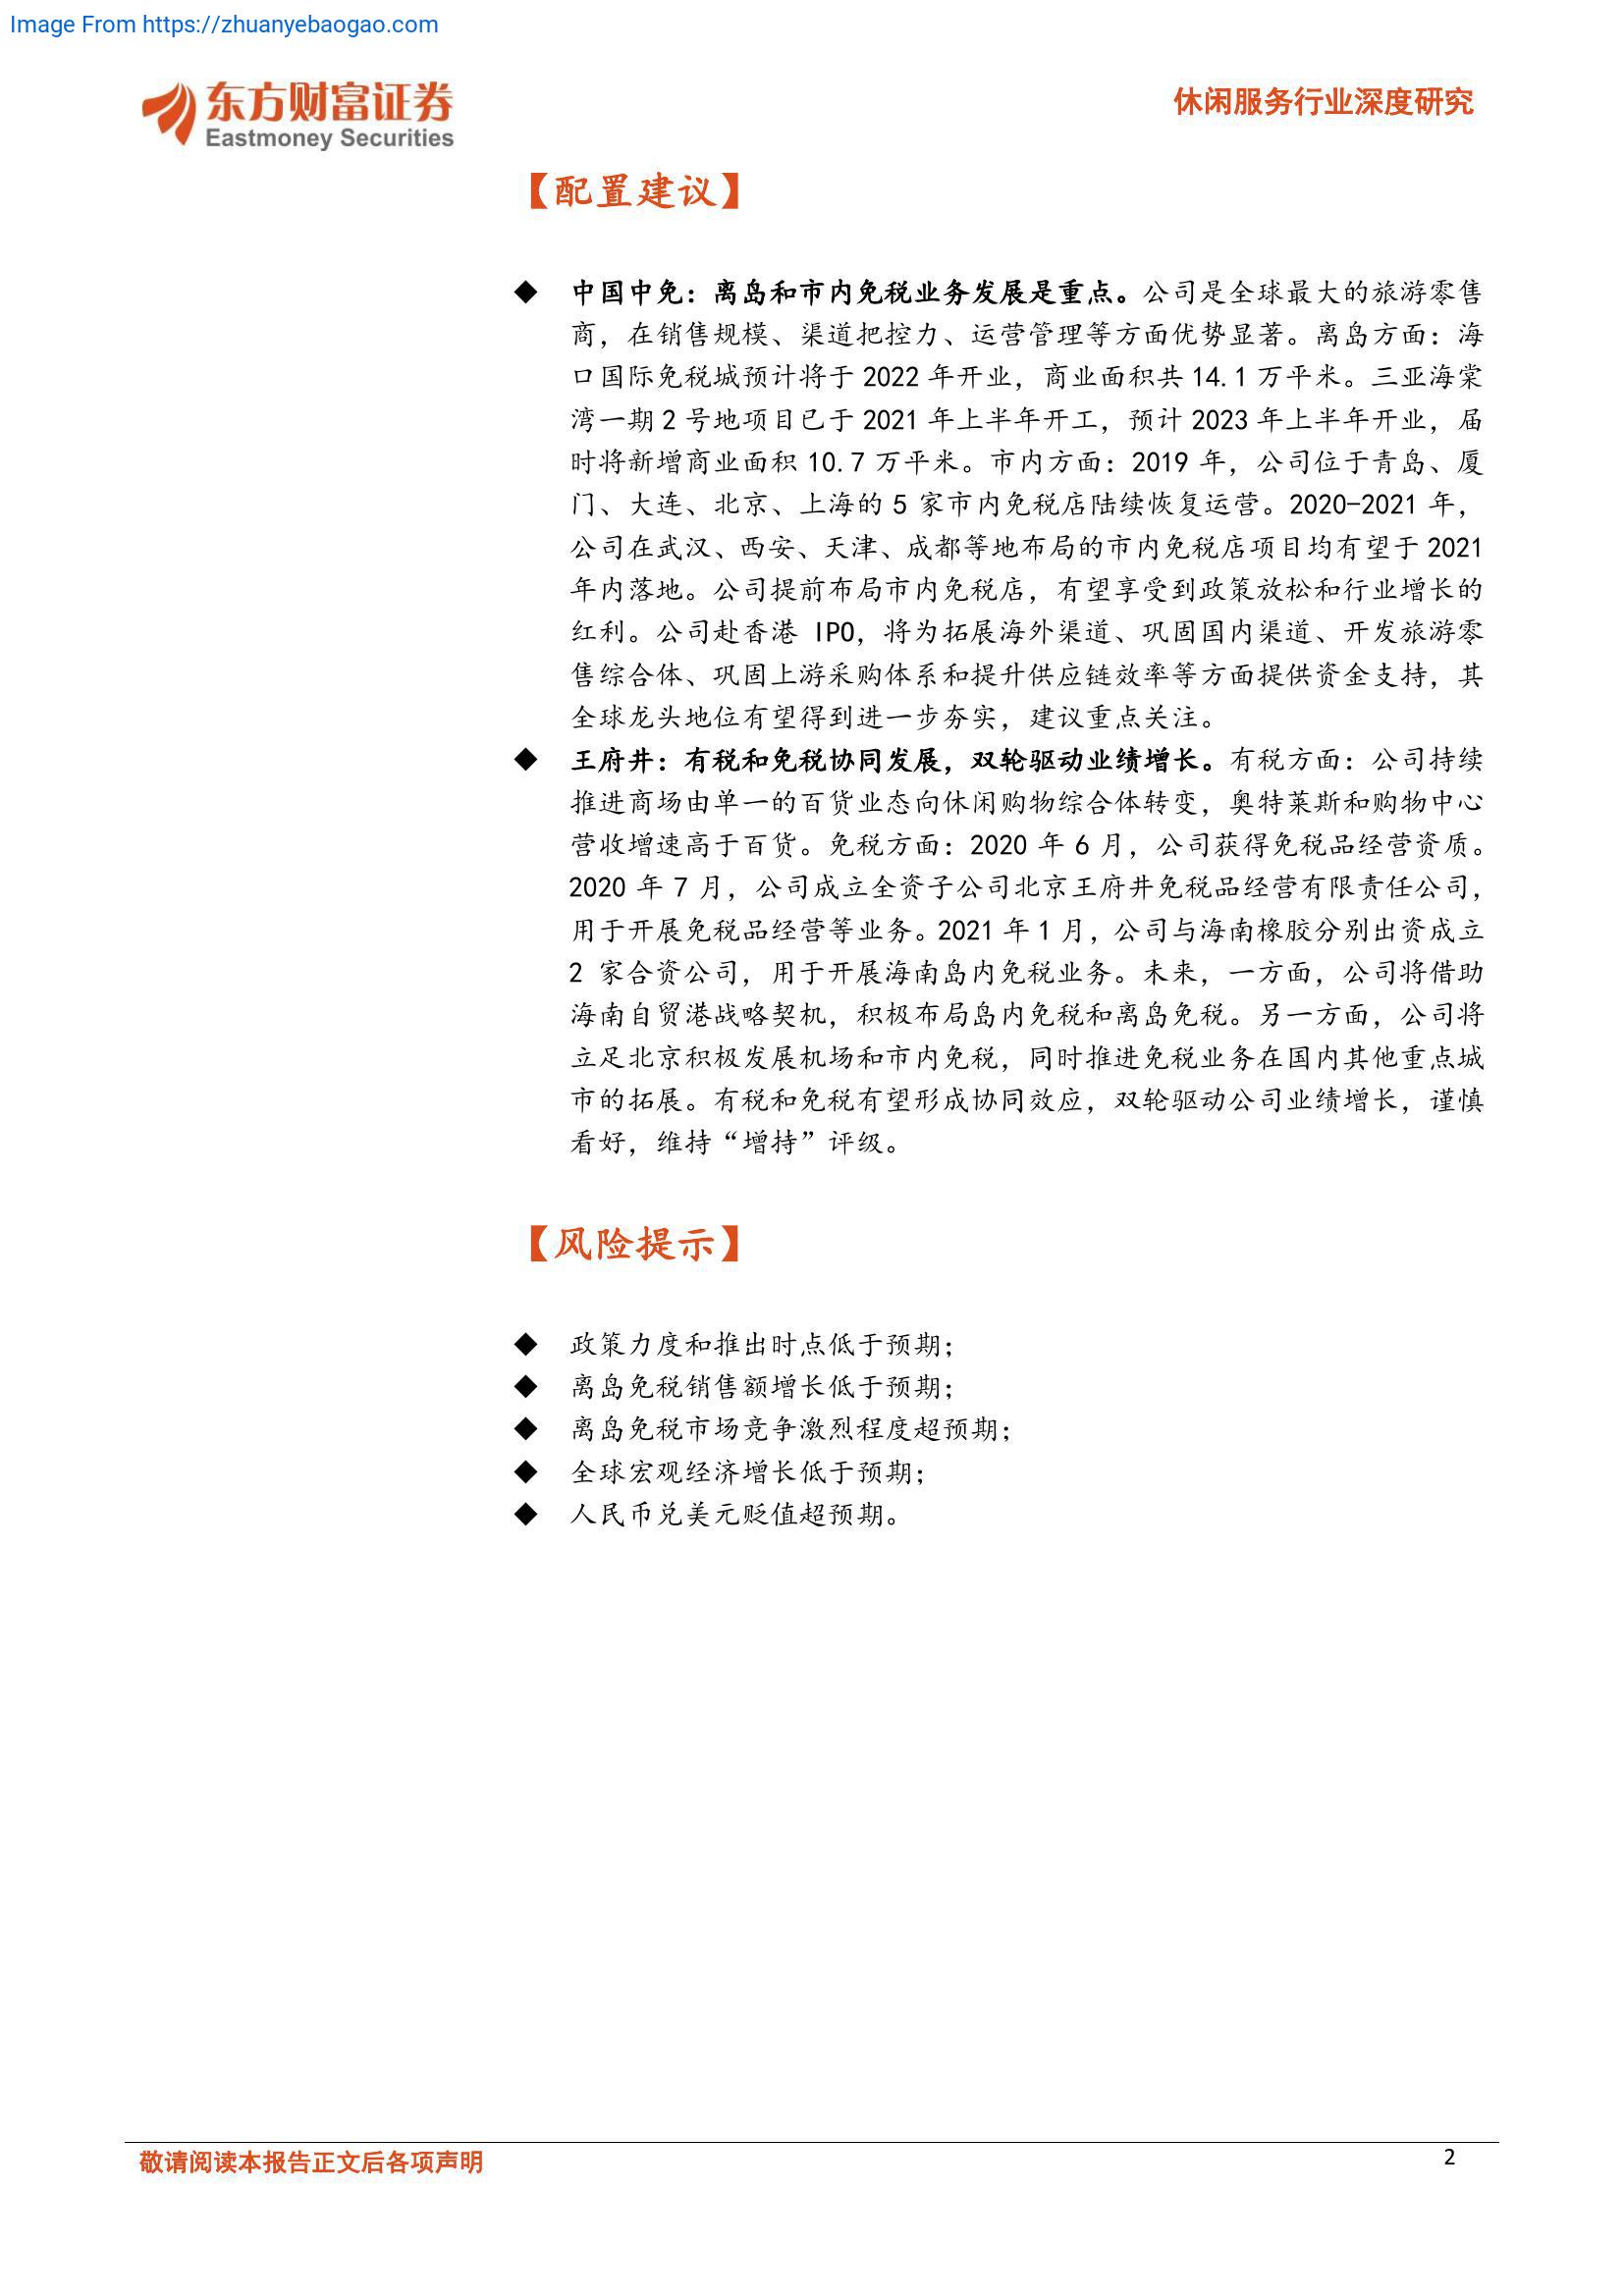 Image From https://zhuanyebaogao.com
东方财富证券
Eastmoney Securities
休闲服务行业深度研究
【配置建议】
◆ 中国中免：离岛和市内免税业务发展是重点。公司是全球最大的旅游零售
商，在销售规模、渠道把控力、运营管理等方面优势显著。离岛方面：海
口国际免税城预计将于 2022 年开业，商业面积共 14.1 万平米。三亚海棠
湾一期 2 号地项目已于 2021 年上半年开工，预计 2023 年上半年开业，届
时将新增商业面积 10.7 万平米。市内方面：2019 年，公司位于青岛、厦
门、大连、北京、上海的 5 家市内免税店陆续恢复运营。2020-2021 年，
公司在武汉、西安、天津、成都等地布局的市内免税店项目均有望于 2021
年内落地。公司提前布局市内免税店，有望享受到政策放松和行业增长的
红利。公司赴香港 IPO，将为拓展海外渠道、巩固国内渠道、开发旅游零
售综合体、巩固上游采购体系和提升供应链效率等方面提供资金支持，其
全球龙头地位有望得到进一步夯实，建议重点关注。
◆ 王府井：有税和免税协同发展，双轮驱动业绩增长。有税方面：公司持续
推进商场由单一的百货业态向休闲购物综合体转变，奥特莱斯和购物中心
营收增速高于百货。免税方面：2020 年 6 月，公司获得免税品经营资质。
2020 年 7 月，公司成立全资子公司北京王府井免税品经营有限责任公司，
用于开展免税品经营等业务。2021 年 1 月，公司与海南橡胶分别出资成立
2 家合资公司，用于开展海南岛内免税业务。未来，一方面，公司将借助
海南自贸港战略契机，积极布局岛内免税和离岛免税。另一方面，公司将
立足北京积极发展机场和市内免税，同时推进免税业务在国内其他重点城
市的拓展。有税和免税有望形成协同效应，双轮驱动公司业绩增长，谨慎
看好，维持“增持”评级。
【风险提示】
◆ 政策力度和推出时点低于预期；
◆ 离岛免税销售额增长低于预期；
◆ 离岛免税市场竞争激烈程度超预期；
◆ 全球宏观经济增长低于预期；
◆ 人民币兑美元贬值超预期。
敬请阅读本报告正文后各项声明
2